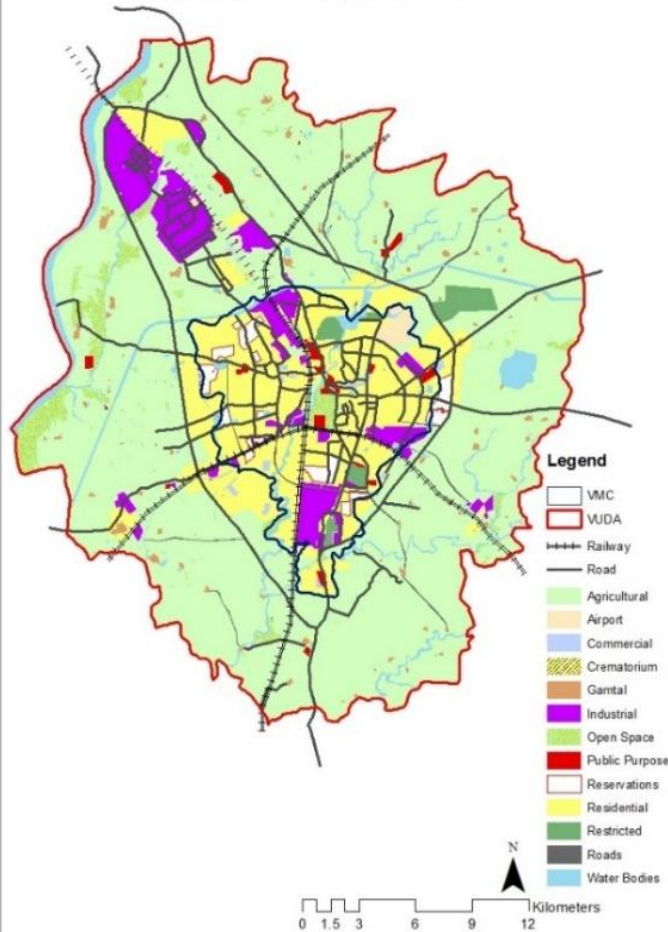 Legend
VMC
VUDA
Railway
Road
Agricultural
Airport
Commercial
Crematorium
Gamtal
Industrial
Open Space
Public Purpose
Reservations
Residential
Restricted
Roads
Water Bodies
N
Kilometers
0 1.5 3 6 9 12